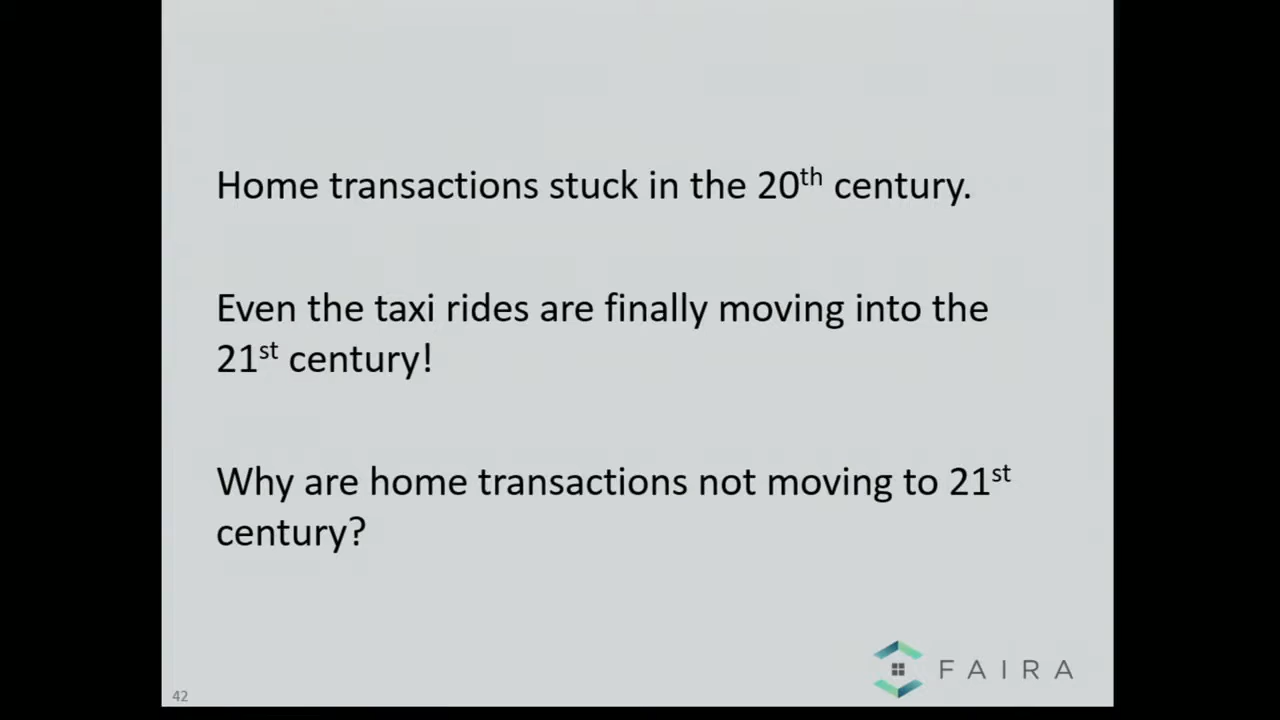 Home transactions stuck in the 20th century.
Even the taxi rides are finally moving into the
21st century!
Why are home transactions not moving to 21st
century?
FAIRA
42